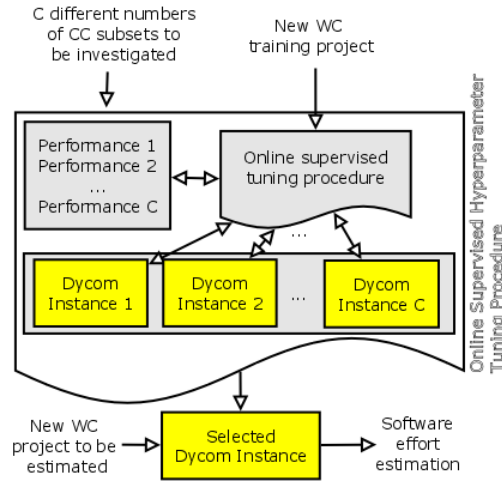 C different numbers
of CC subsets to
be investigated
New WC
training project
Performance 1
Performance 2
...
Performance C
Online supervised
tuning procedure
...
Dycom
Instance 1
Dycom
Instance 2
...
Dycom
Instance C
Online Supervised Hyperparameter
Tuning Procedure
New WC
project to be
estimated
Selected
Dycom Instance
Software
effort
estimation